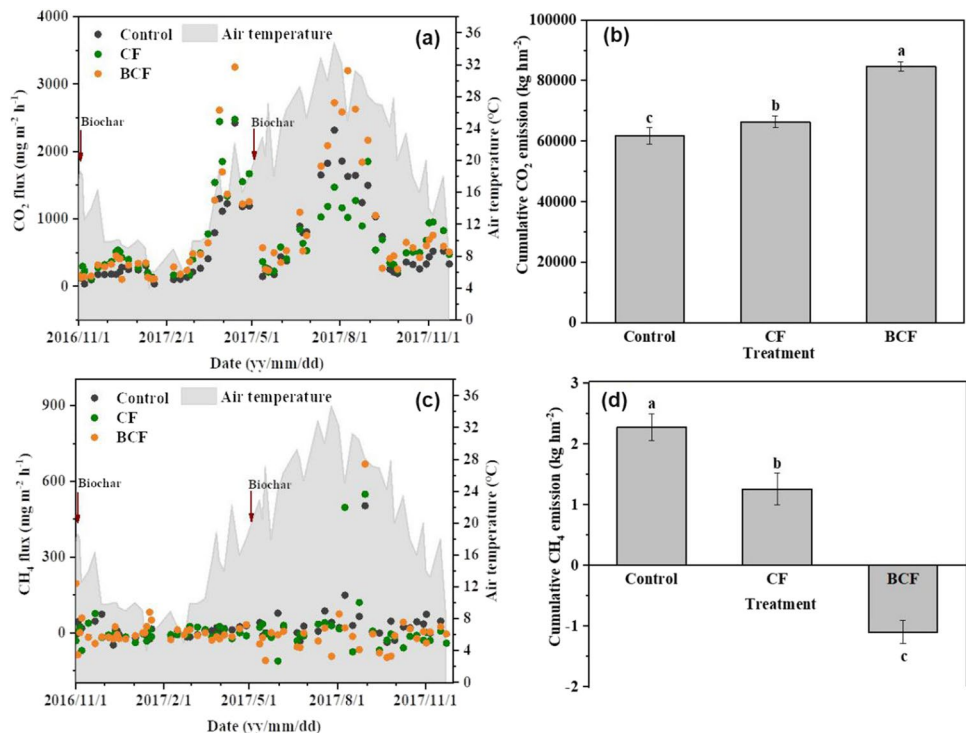 (a)
Control
Air temperature
CF
BCF
Biochar
Biochar
4000
3000
2000
1000
0
CO2 flux (mg m-2 h-1)
36
32
28
24
20
16
12
8
4
0
Air temperature (°C)
2016/11/1 2017/2/1 2017/5/1 2017/8/1 2017/11/1
Date (yy/mm/dd)
(b)
100000
80000
60000
40000
20000
0
Cumulative CO2 emission (kg hm-2)
c
b
a
Control CF BCF
Treatment
(c)
Control
Air temperature
CF
BCF
Biochar
Biochar
900
600
300
0
CH4 flux (mg m-2 h-1)
36
32
28
24
20
16
12
8
4
0
Air temperature (°C)
2016/11/1 2017/2/1 2017/5/1 2017/8/1 2017/11/1
Date (yy/mm/dd)
(d)
3
2
1
0
-1
-2
Cumulative CH4 emission (kg hm-2)
a
b
c
Control CF BCF
Treatment